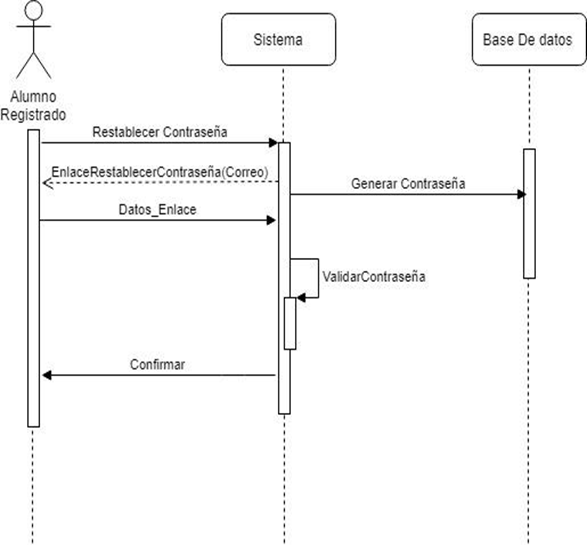 Sistema
Base De datos
Alumno
Registrado
Restablecer Contraseña
EnlaceRestablecerContraseña(Correo)
Generar Contraseña
Datos_Enlace
ValidarContraseña
Confirmar